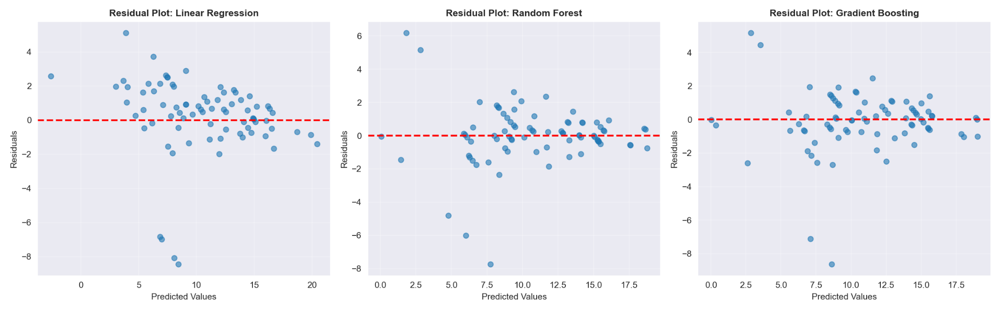 Residual Plot: Linear Regression
Residuals
4
2
0
−2
−4
−6
−8
0 5 10 15 20
Predicted Values
Residual Plot: Random Forest
Residuals
6
4
2
0
−2
−4
−6
−8
0.0 2.5 5.0 7.5 10.0 12.5 15.0 17.5
Predicted Values
Residual Plot: Gradient Boosting
Residuals
4
2
0
−2
−4
−6
−8
0.0 2.5 5.0 7.5 10.0 12.5 15.0 17.5
Predicted Values